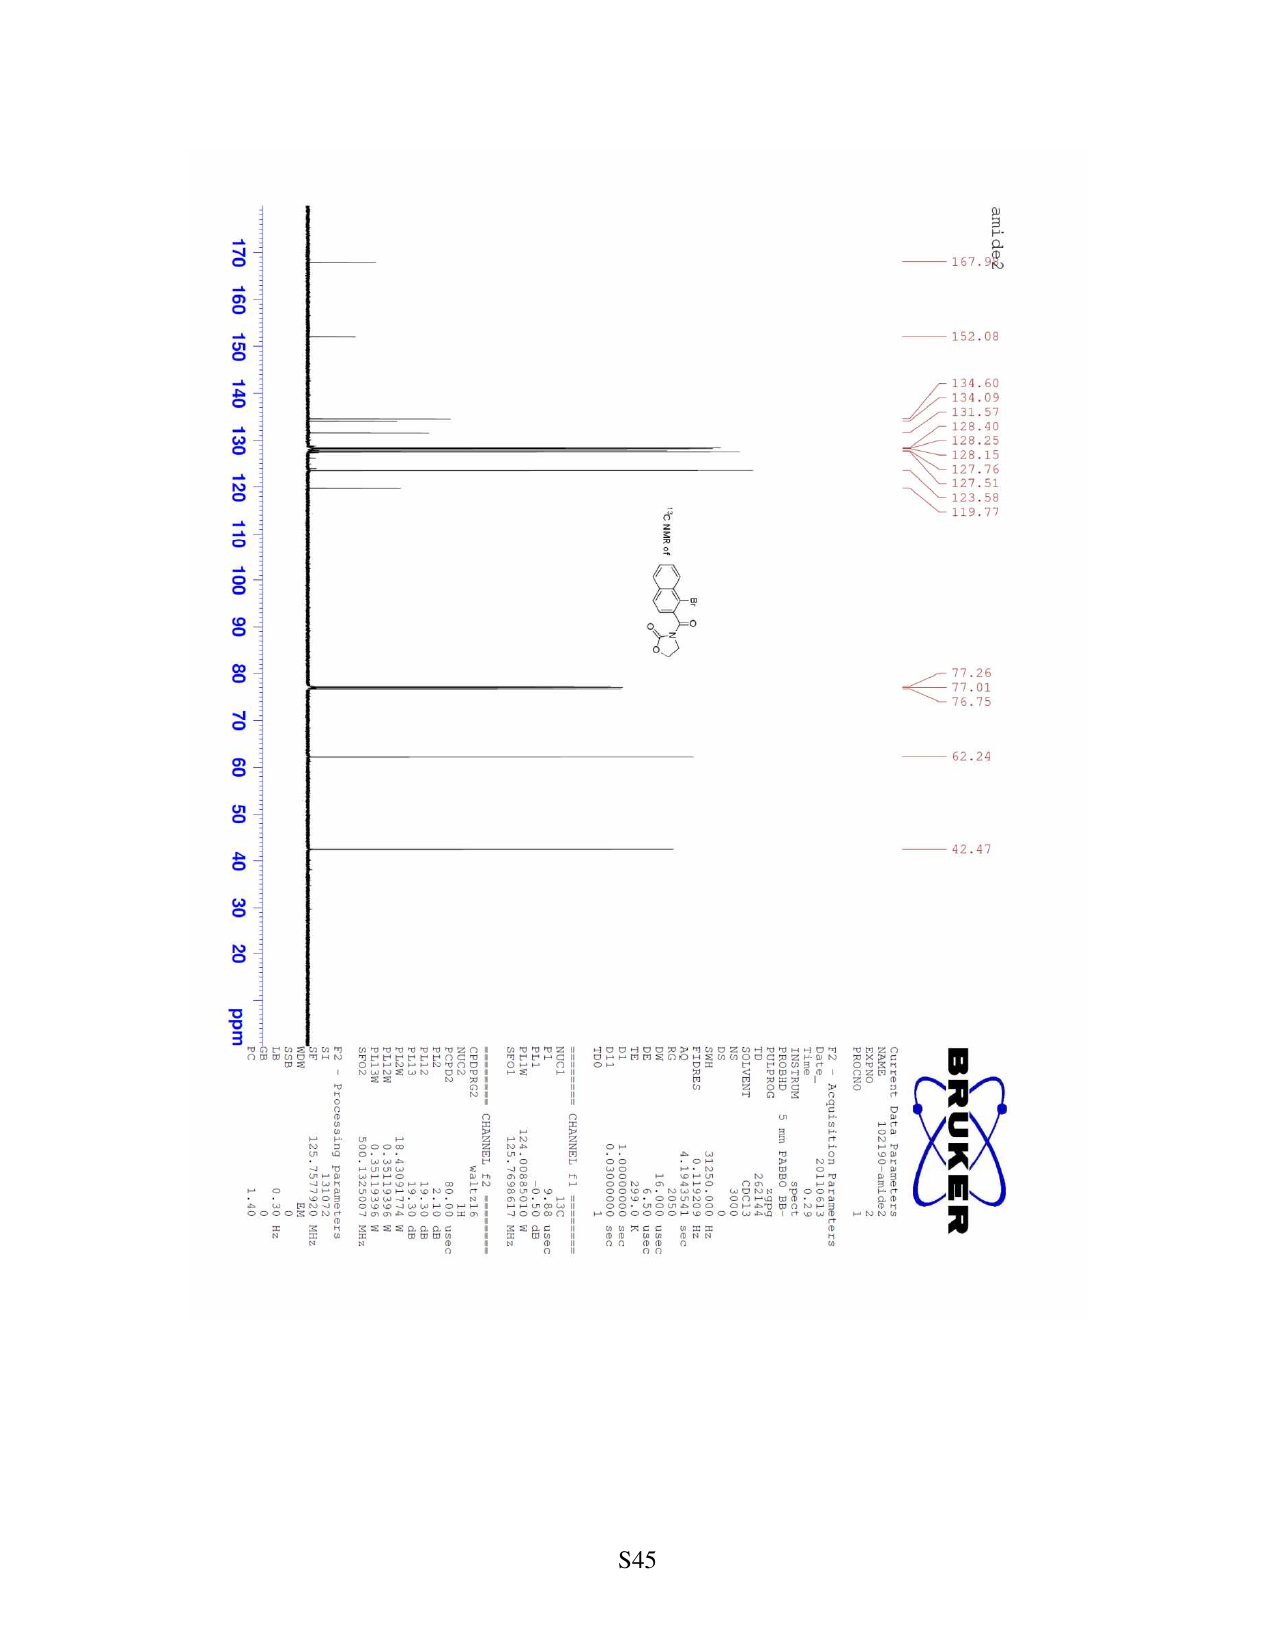 amide2
167.9
152.08
134.60
134.09
131.57
128.40
128.25
128.15
127.76
127.51
123.58
119.77
77.26
77.01
76.75
62.24
42.47
13C NMR of
Br
O
N
O
O
170 160 150 140 130 120 110 100 90 80 70 60 50 40 30 20 ppm
BRUKER
Current Data Parameters
NAME 102190-amide2
EXPNO 2
PROCNO 1
F2 - Acquisition Parameters
Date_ 20110613
Time 0.29
INSTRUM spect
PROBHD 5 mm PABBO BB-
PULPROG zgpg
TD 262144
SOLVENT CDCl3
NS 3000
DS 0
SWH 31250.000 Hz
FIDRES 0.119209 Hz
AQ 4.1943541 sec
RG 2050
DW 16.000 usec
DE 6.50 usec
TE 299.0 K
D1 1.00000000 sec
D11 0.03000000 sec
TD0 1
======== CHANNEL f1 ========
NUC1 13C
P1 9.88 usec
PL1 -0.50 dB
PL1W 124.00885010 W
SFO1 125.7698617 MHz
======== CHANNEL f2 ========
CPDPRG2 waltz16
NUC2 1H
PCPD2 80.00 usec
PL2 2.10 dB
PL12 19.30 dB
PL13 19.30 dB
PL2W 18.43091774 W
PL12W 0.35119396 W
PL13W 0.35119396 W
SFO2 500.1325007 MHz
F2 - Processing parameters
SI 131072
SF 125.7577920 MHz
WDW EM
SSB 0
LB 0.30 Hz
GB 0
PC 1.40
S45